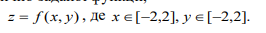 z = f(x, y), де x ∈ [−2,2], y ∈ [−2,2].